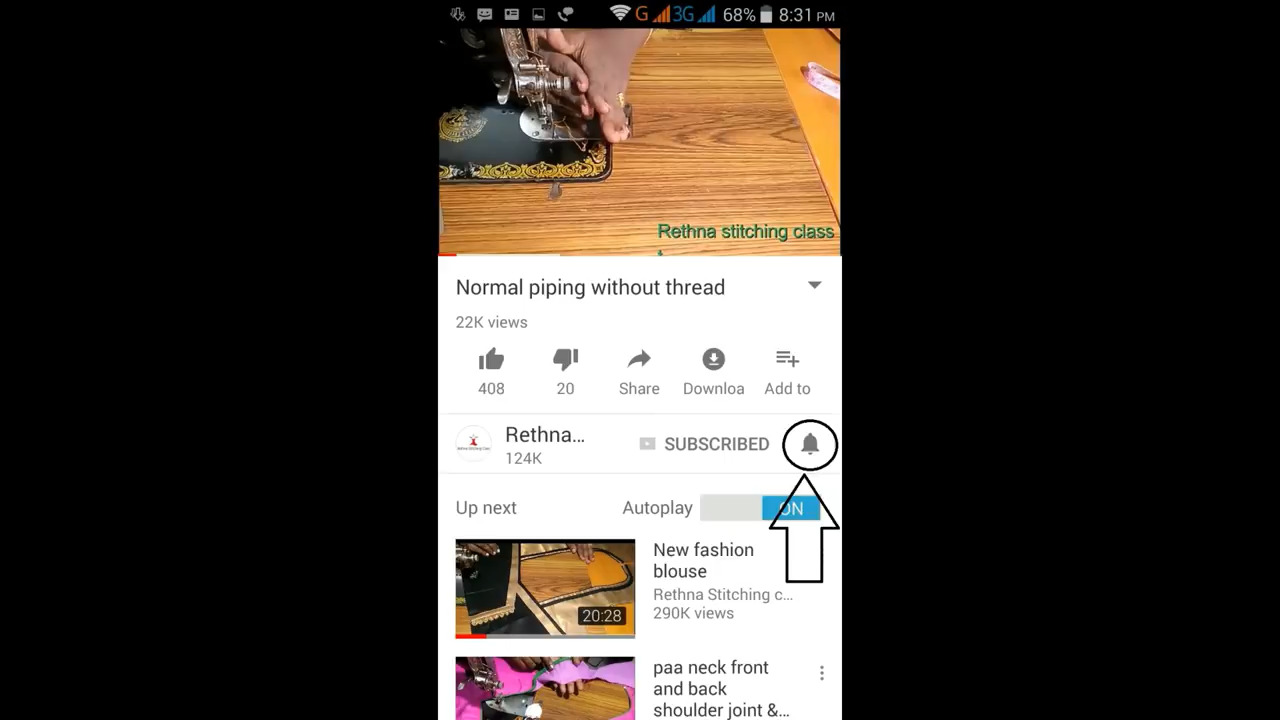 G 3G 68% 8:31 PM
Rethna stitching class
Normal piping without thread
22K views
408 20 Share Downloa Add to
Rethna... SUBSCRIBED
124K
Up next Autoplay ON
New fashion
blouse
Rethna Stitching c...
290K views
20:28
paa neck front
and back
shoulder joint &...